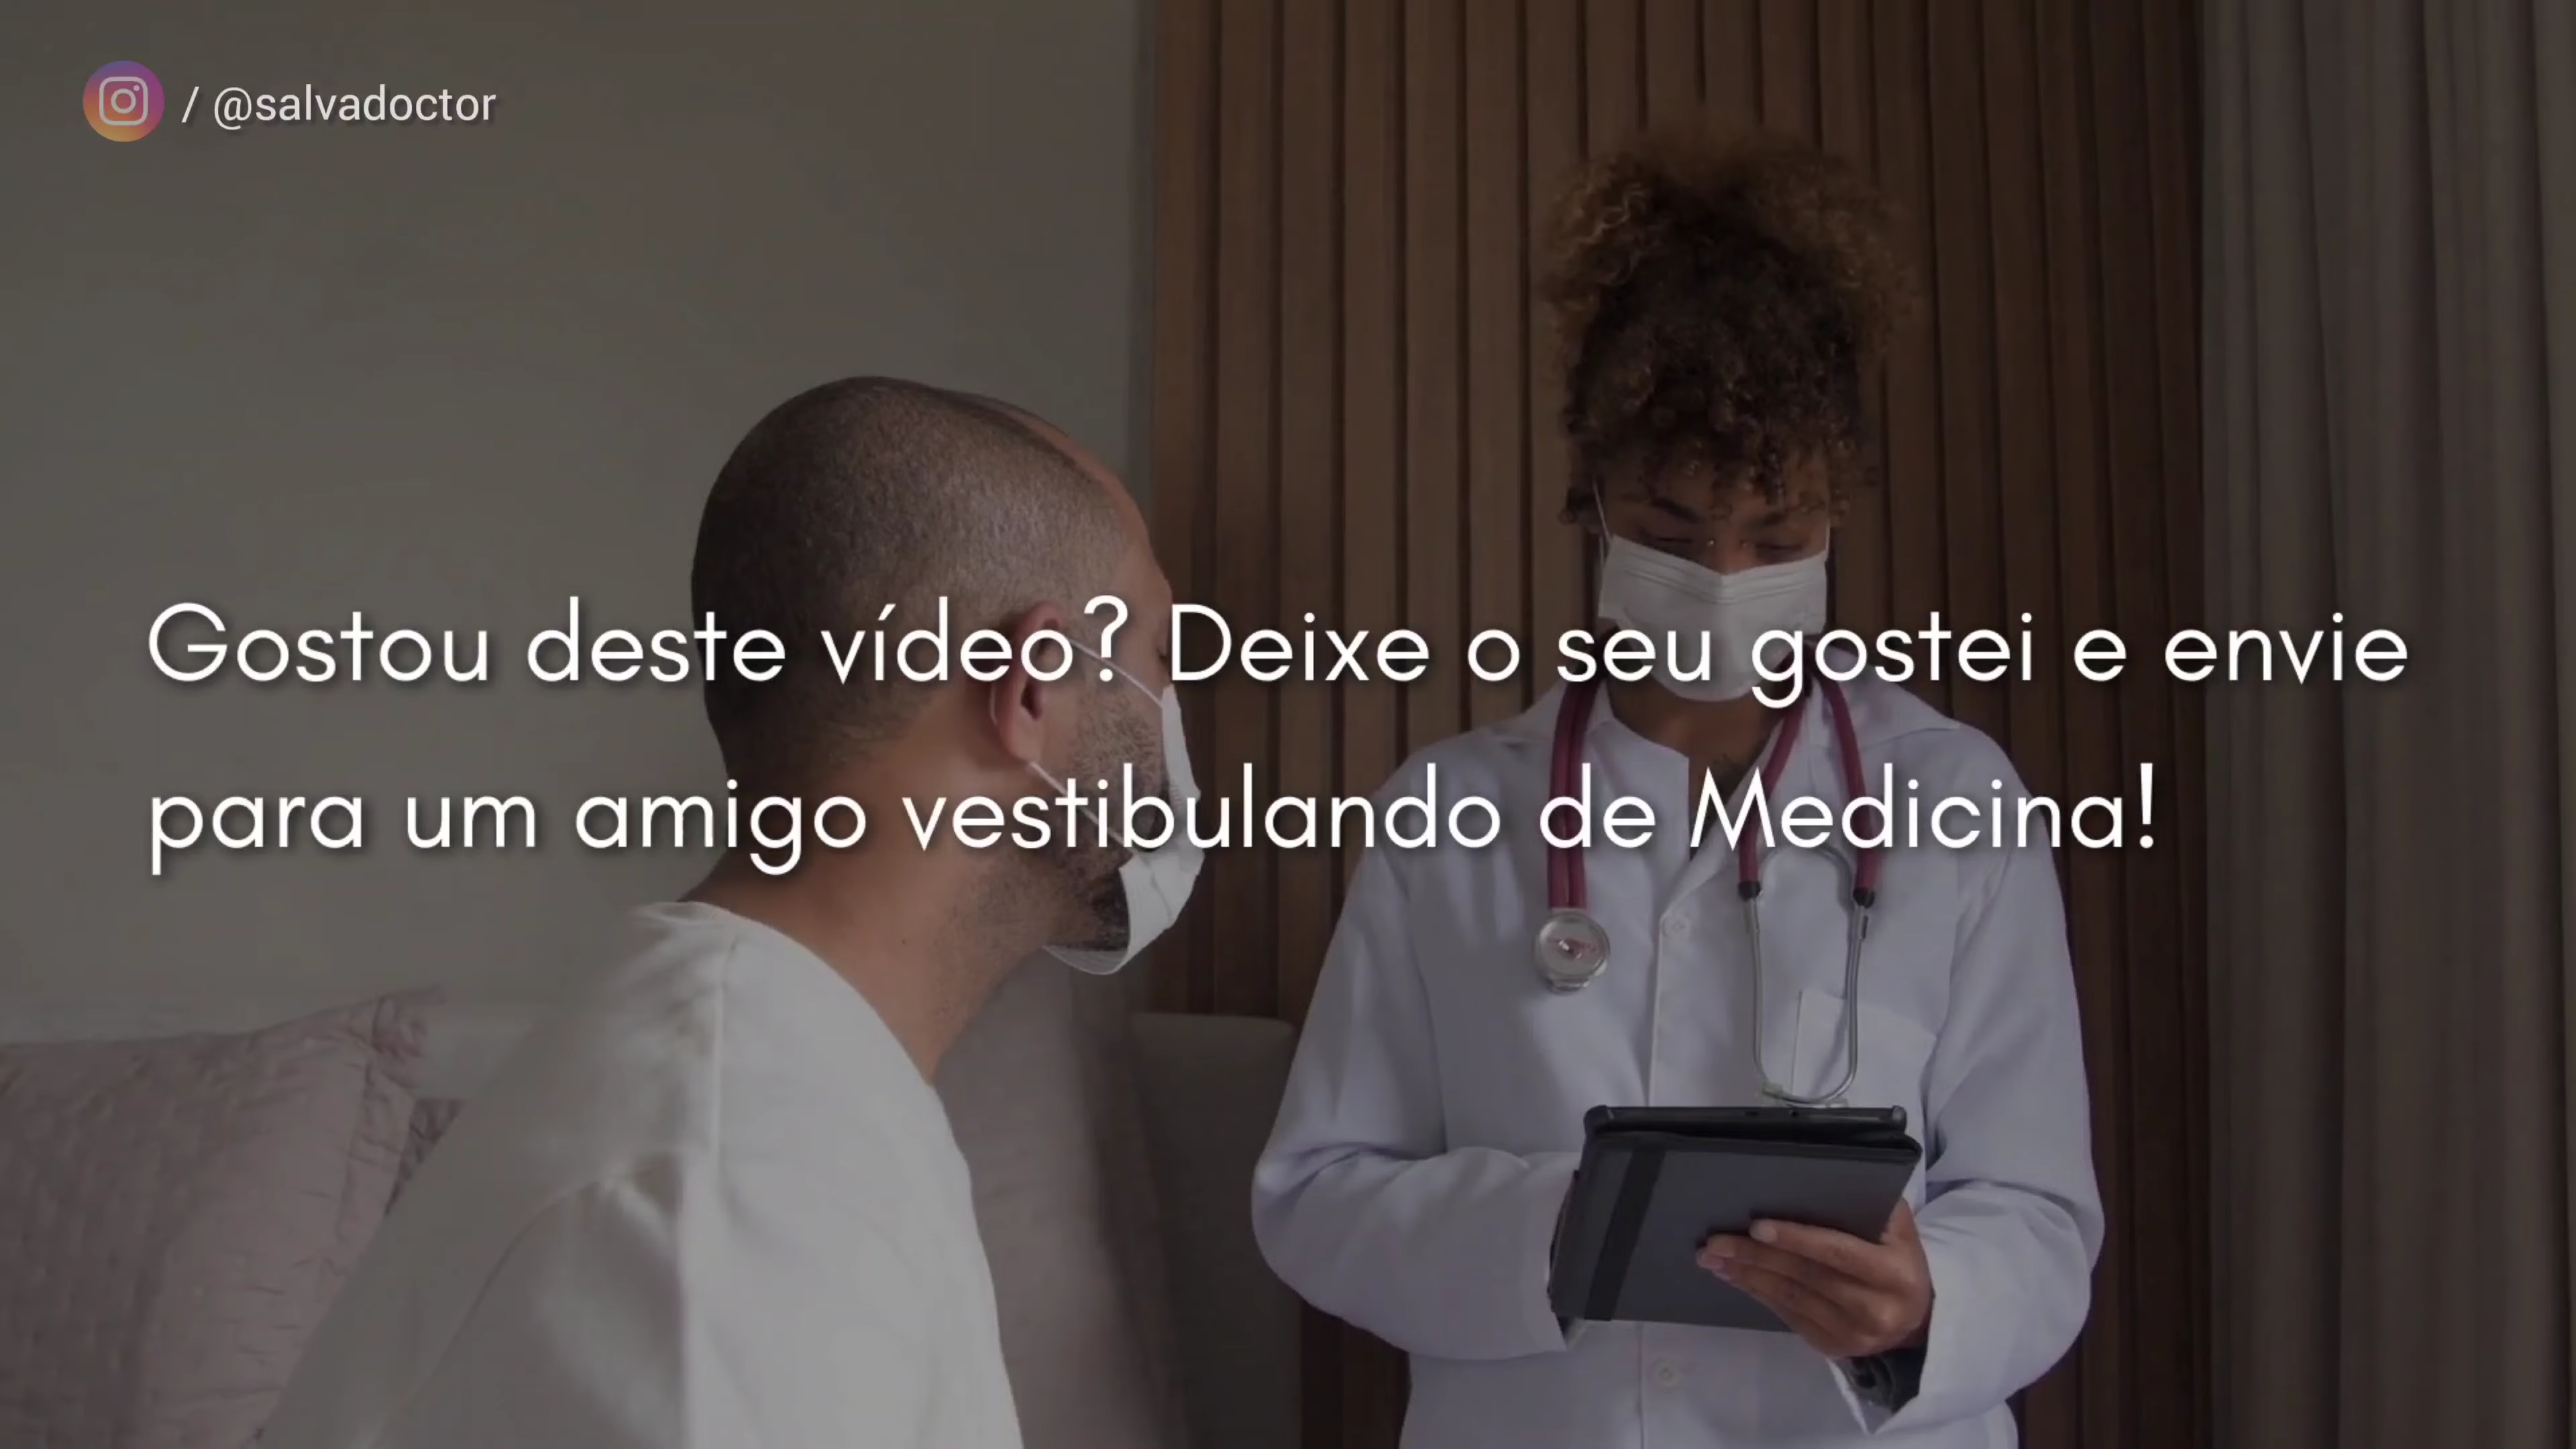 / @salvadoctor
Gostou deste vídeo? Deixe o seu gostei e envie
para um amigo vestibulando de Medicina!